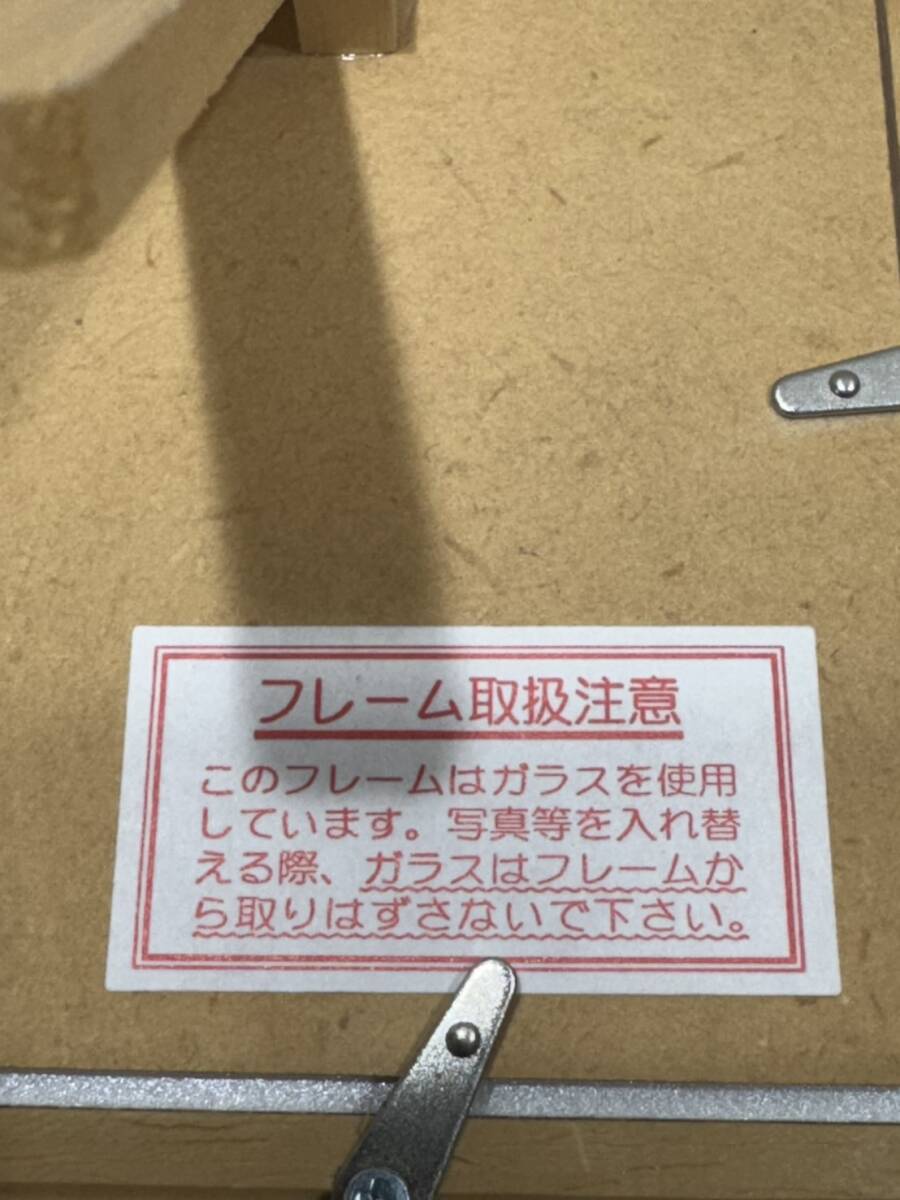 フレーム取扱注意
このフレームはガラスを使用
しています。写真等を入れ替
える際、ガラスはフレームか
ら取りはずさないで下さい。